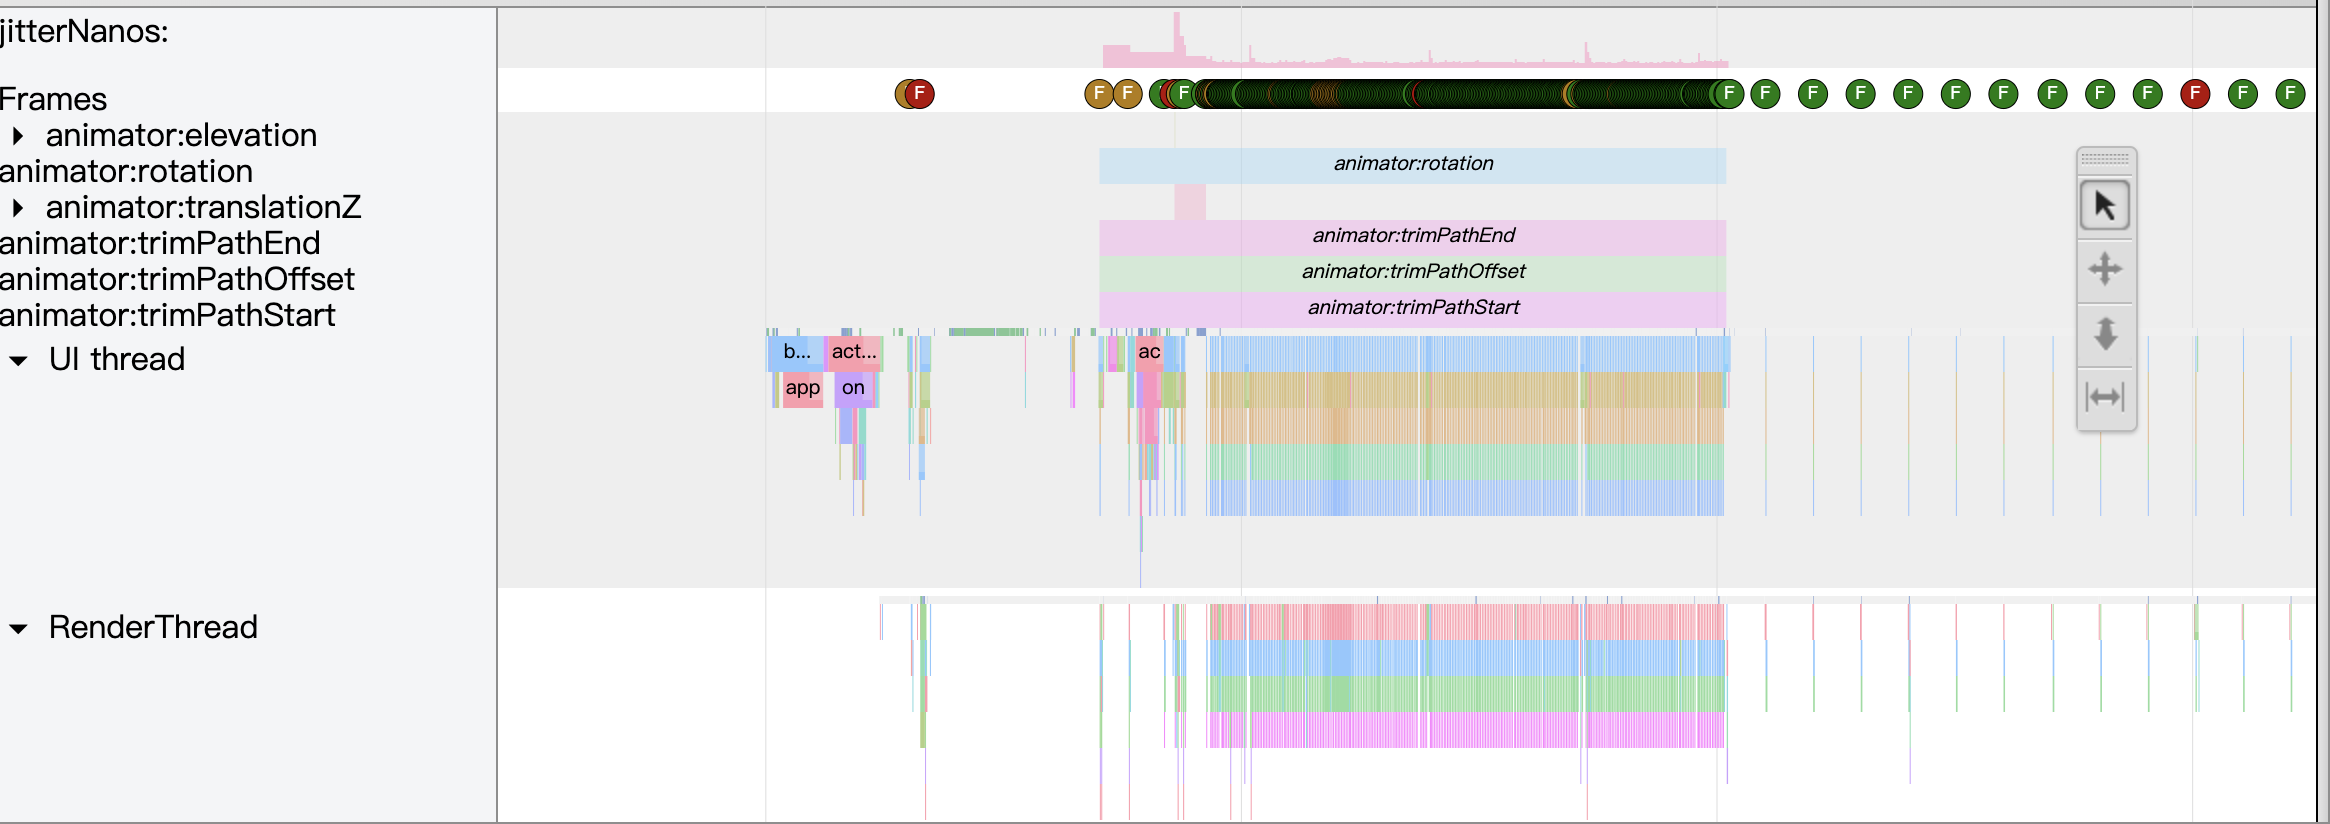 jitterNanos:
Frames
F F F F F F F F F F F F F F F F F F
animator:elevation
animator:rotation
animator:rotation
animator:translationZ
animator:trimPathEnd
animator:trimPathEnd
animator:trimPathOffset
animator:trimPathOffset
animator:trimPathStart
animator:trimPathStart
UI thread
b... act... ac
app on
RenderThread